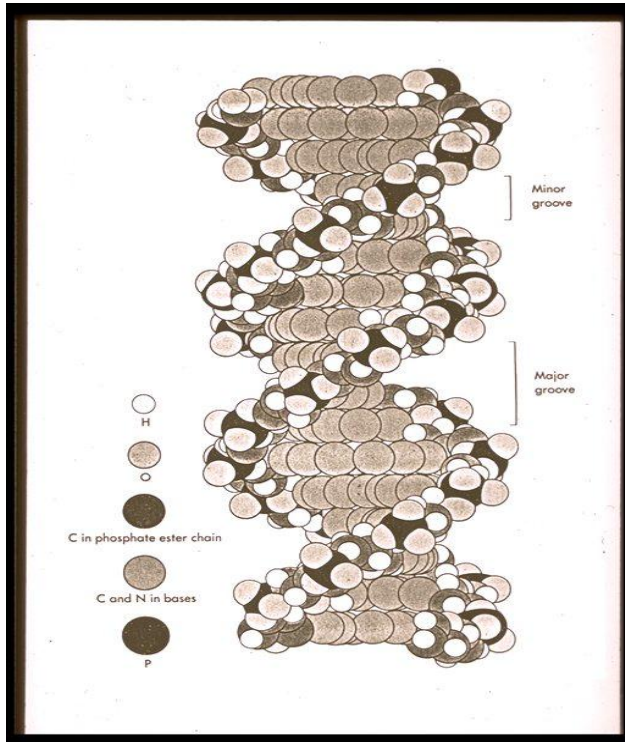 Minor
groove
Major
groove
H
O
C in phosphate ester chain
C and N in bases
P